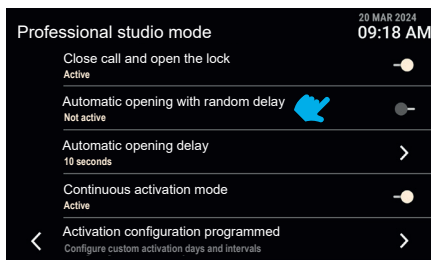 20 MAR 2024
Professional studio mode
09:18 AM
Close call and open the lock
Active
Automatic opening with random delay
Not active
Automatic opening delay
10 seconds
Continuous activation mode
Active
Activation configuration programmed
Configure custom activation days and intervals